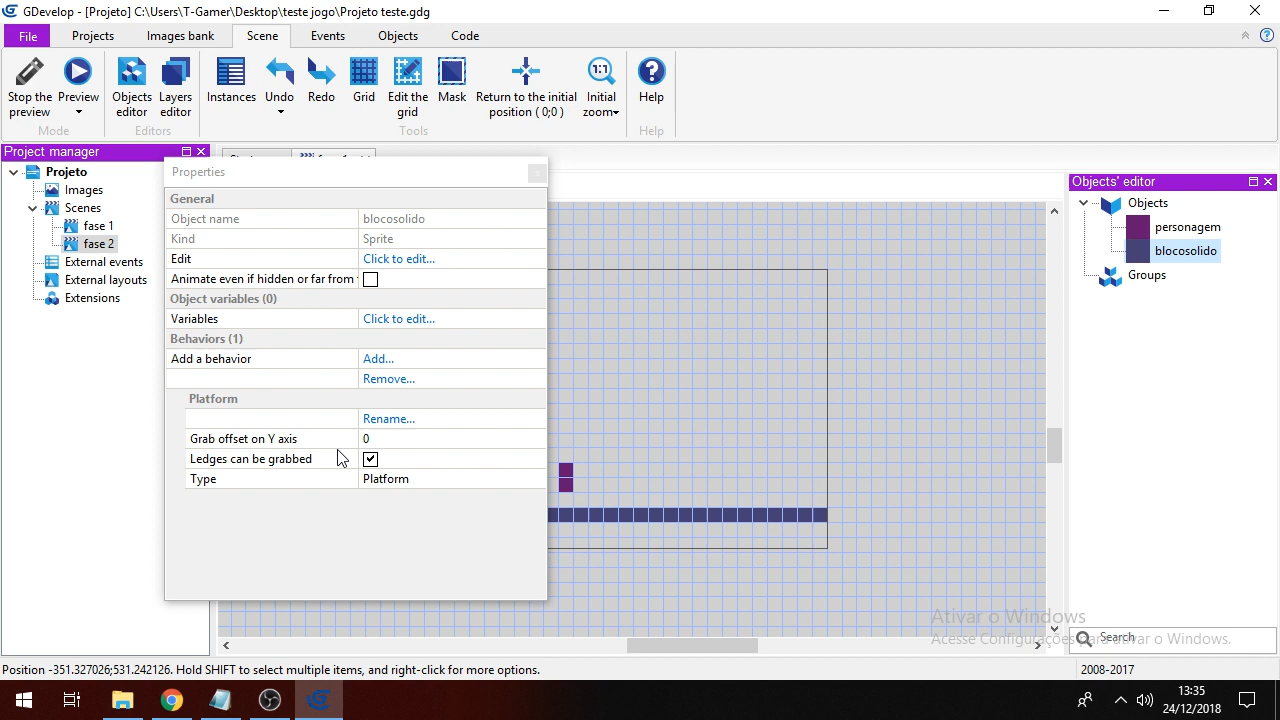 GDevelop - [Projeto] C:\Users\T-Gamer\Desktop\teste jogo\Projeto teste.gdg
File Projects Images bank Scene Events Objects Code
Stop the preview
Preview
Objects editor
Layers editor
Instances
Undo
Redo
Grid
Edit the grid
Mask
Return to the initial position ( 0;0 )
Initial zoom
Help
Mode Editors Tools Help
Project manager
Projeto
Images
Scenes
fase 1
fase 2
External events
External layouts
Extensions
Properties
General
Object name blocosolido
Kind Sprite
Edit Click to edit...
Animate even if hidden or far from
Object variables (0)
Variables Click to edit...
Behaviors (1)
Add a behavior Add...
Remove...
Platform
Rename...
Grab offset on Y axis 0
Ledges can be grabbed
Type Platform
Objects' editor
Objects
personagem
blocosolido
Groups
Ativar o Windows
Acesse Configurações para ativar o Windows.
Search
Position -351.327026;531.242126. Hold SHIFT to select multiple items, and right-click for more options.
2008-2017
13:35
24/12/2018